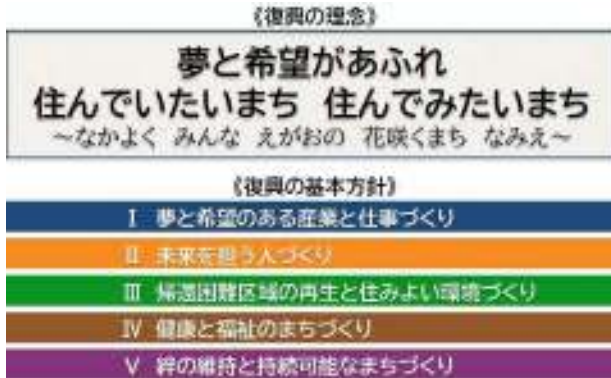 《復興の理念》
夢と希望があふれ
住んでいたいまち 住んでみたいまち
～なかよく みんな えがおの 花咲くまち なみえ～
《復興の基本方針》
Ⅰ 夢と希望のある産業と仕事づくり
Ⅱ 未来を担う人づくり
Ⅲ 帰還困難区域の再生と住みよい環境づくり
Ⅳ 健康と福祉のまちづくり
Ⅴ 絆の維持と持続可能なまちづくり